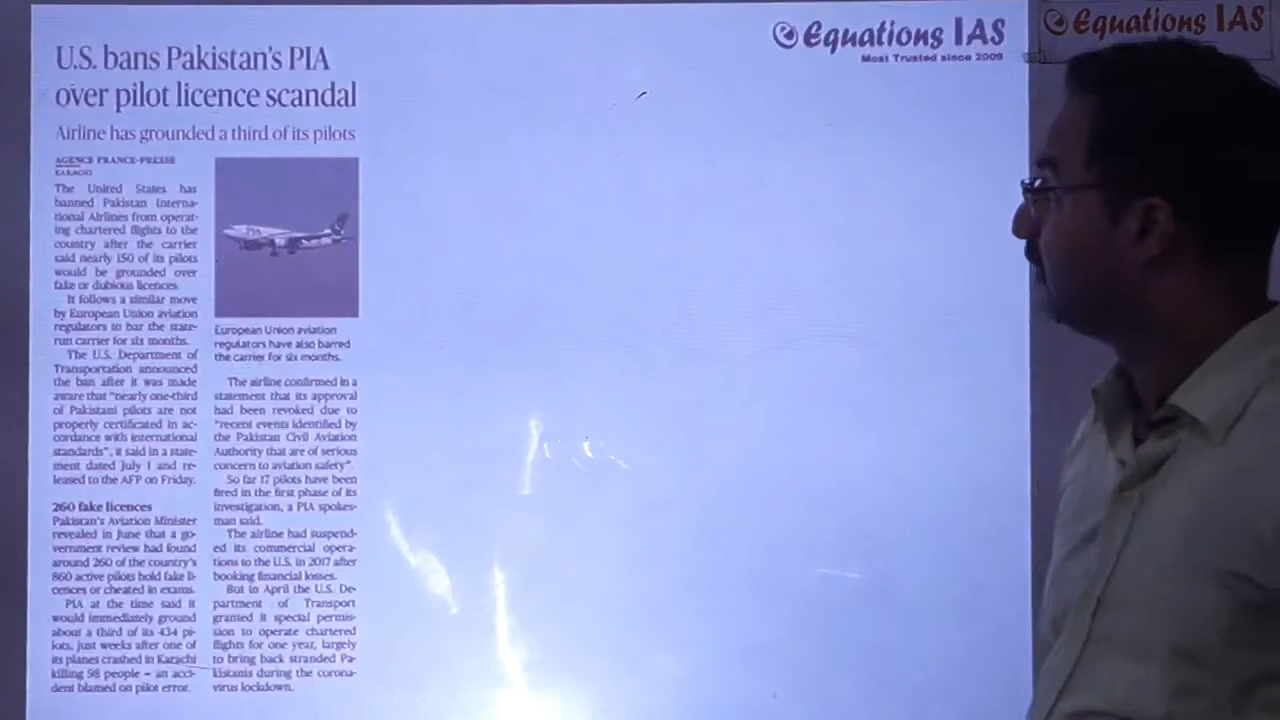 U.S. bans Pakistan's PIA
over pilot licence scandal
Airline has grounded a third of its pilots
AGENCE FRANCE-PRESSE
KARACHI
The United States has
banned Pakistan Interna-
tional Airlines from operat-
ing chartered flights to the
country after the carrier
said nearly 150 of its pilots
would be grounded over
fake or dubious licences.
It follows a similar move
by European Union aviation
regulators to bar the state-
run carrier for six months.
The U.S. Department of
Transportation announced
the ban after it was made
aware that "nearly one-third
of Pakistani pilots are not
properly certificated in ac-
cordance with international
standards", it said in a state-
ment dated July 1 and re-
leased to the AFP on Friday.
260 fake licences
Pakistan's Aviation Minister
revealed in June that a go-
vernment review had found
around 260 of the country's
860 active pilots hold fake li-
cences or cheated in exams.
PIA at the time said it
would immediately ground
about a third of its 434 pi-
lots, just weeks after one of
its planes crashed in Karachi
killing 98 people – an acci-
dent blamed on pilot error.
PIA
European Union aviation
regulators have also barred
the carrier for six months.
The airline confirmed in a
statement that its approval
had been revoked due to
"recent events identified by
the Pakistan Civil Aviation
Authority that are of serious
concern to aviation safety".
So far 17 pilots have been
fired in the first phase of its
investigation, a PIA spokes-
man said.
The airline had suspend-
ed its commercial opera-
tions to the U.S. in 2017 after
booking financial losses.
But in April the U.S. De-
partment of Transport
granted it special permis-
sion to operate chartered
flights for one year, largely
to bring back stranded Pa-
kistanis during the corona-
virus lockdown.
Equations IAS
Most Trusted since 2009
Equations IAS